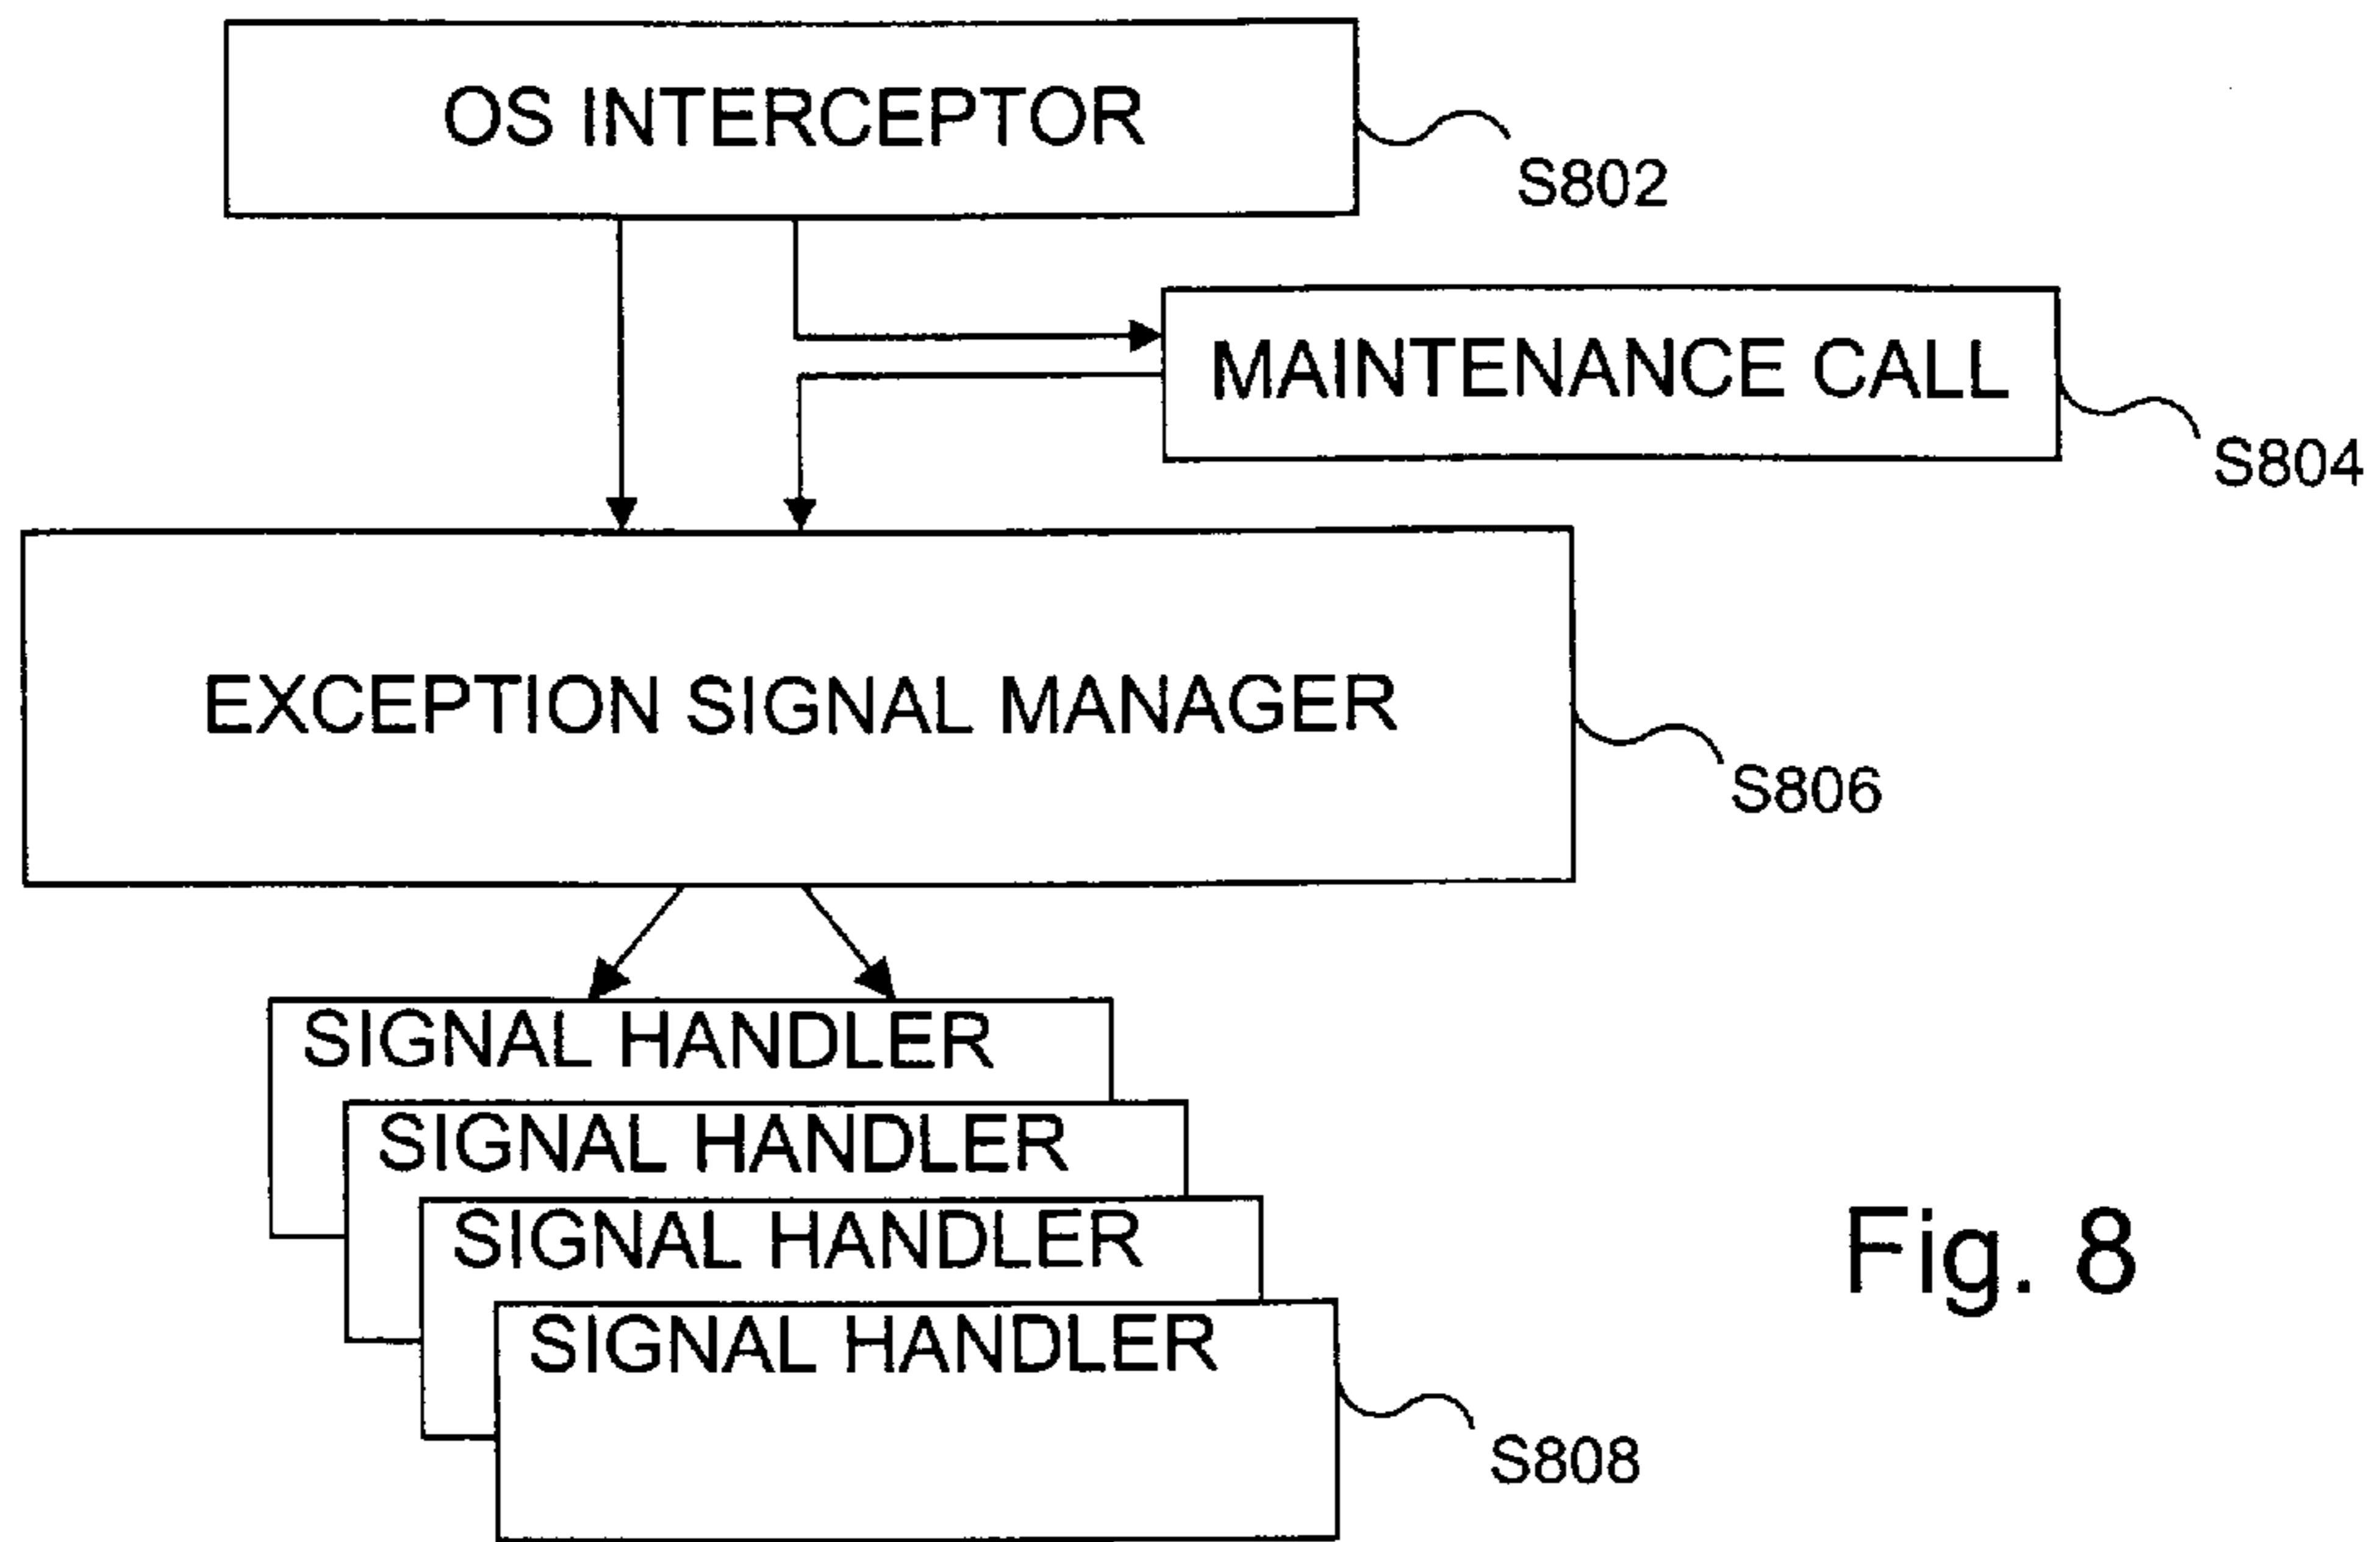 OS INTERCEPTOR
S802
MAINTENANCE CALL
S804
EXCEPTION SIGNAL MANAGER
S806
SIGNAL HANDLER
SIGNAL HANDLER
SIGNAL HANDLER
SIGNAL HANDLER
S808
Fig. 8